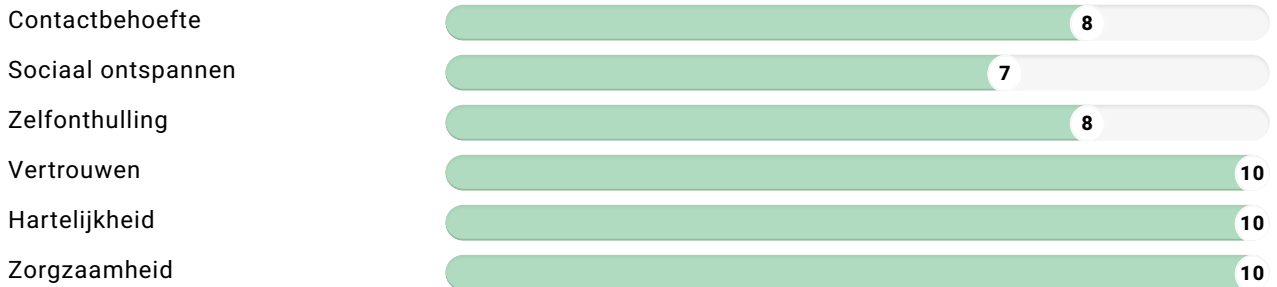 Contactbehoefte 8
Sociaal ontspannen 7
Zelfonthulling 8
Vertrouwen 10
Hartelijkheid 10
Zorgzaamheid 10